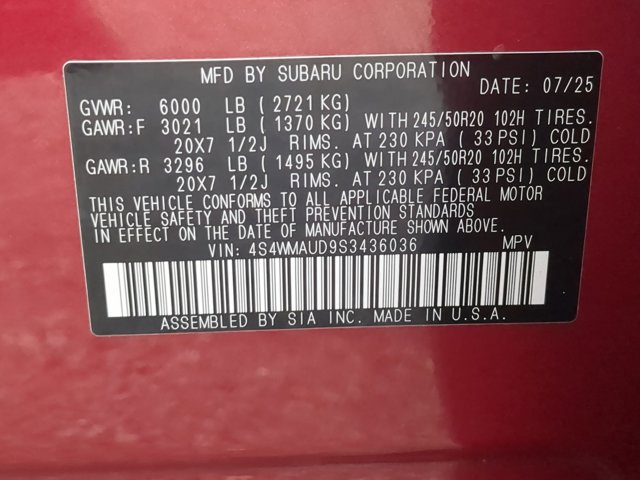 MFD BY SUBARU CORPORATION DATE: 07/25
GVWR: 6000 LB (2721 KG)
GAWR:F 3021 LB (1370 KG) WITH 245/50R20 102H TIRES.
20X7 1/2J RIMS. AT 230 KPA (33 PSI) COLD
GAWR:R 3296 LB (1495 KG) WITH 245/50R20 102H TIRES.
20X7 1/2J RIMS. AT 230 KPA (33 PSI) COLD
THIS VEHICLE CONFORMS TO ALL APPLICABLE FEDERAL MOTOR
VEHICLE SAFETY AND THEFT PREVENTION STANDARDS
IN EFFECT ON THE DATE OF MANUFACTURE SHOWN ABOVE.
VIN: 4S4WMAUD9S3436036 MPV
ASSEMBLED BY SIA INC. MADE IN U.S.A.